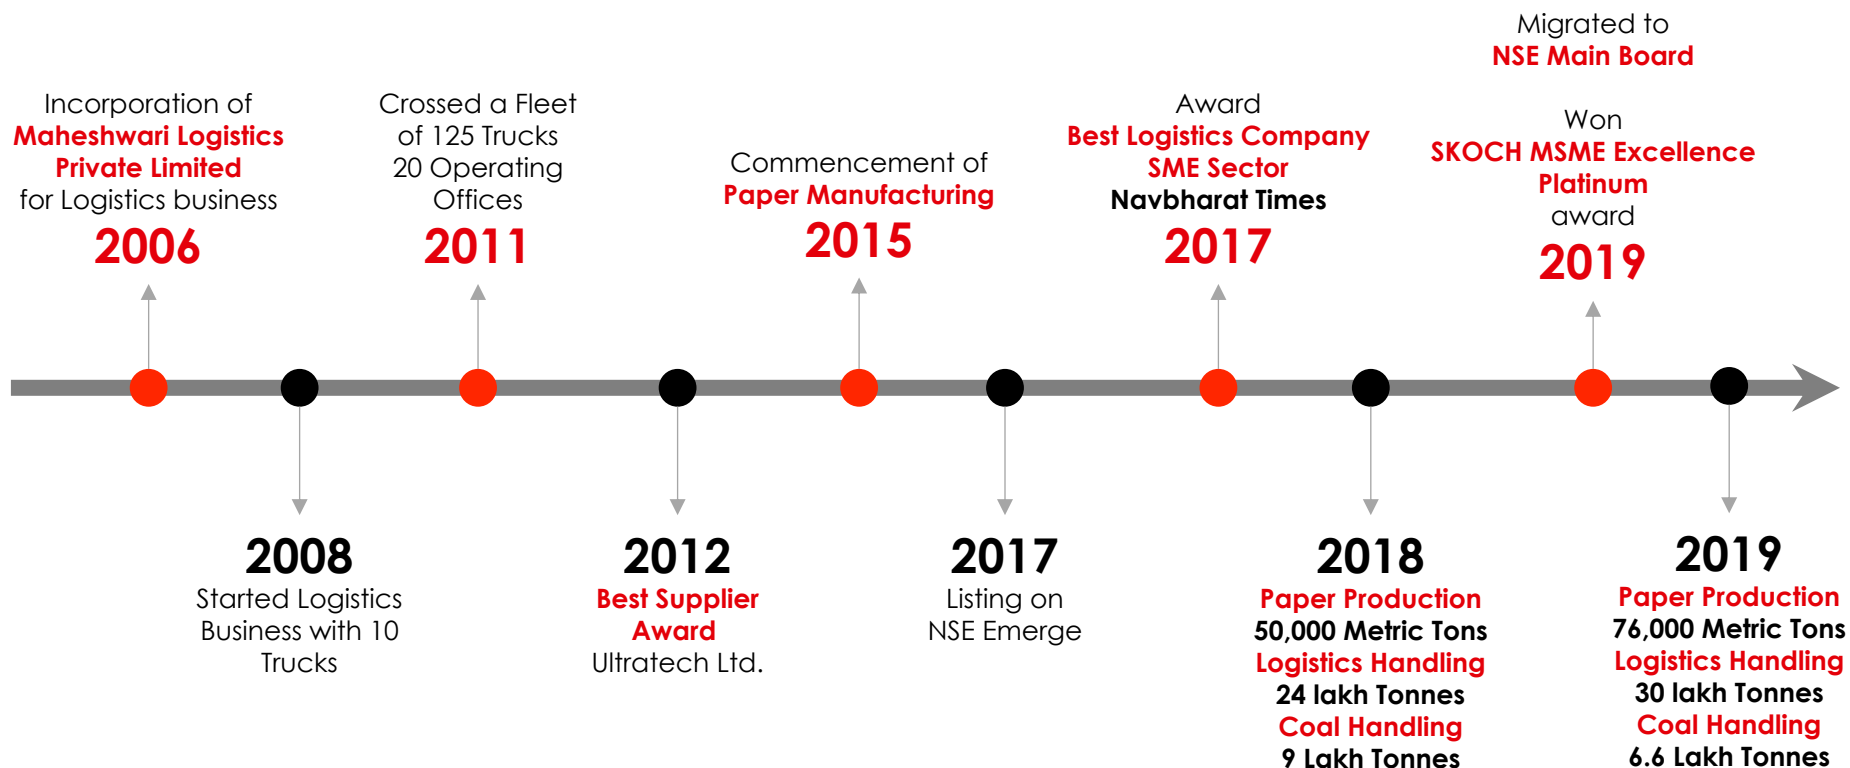 Incorporation of
Maheshwari Logistics
Private Limited
for Logistics business
2006
Crossed a Fleet
of 125 Trucks
20 Operating
Offices
2011
Commencement of
Paper Manufacturing
2015
Award
Best Logistics Company
SME Sector
Navbharat Times
2017
Migrated to
NSE Main Board
Won
SKOCH MSME Excellence
Platinum
award
2019
2008
Started Logistics
Business with 10
Trucks
2012
Best Supplier
Award
Ultratech Ltd.
2017
Listing on
NSE Emerge
2018
Paper Production
50,000 Metric Tons
Logistics Handling
24 lakh Tonnes
Coal Handling
9 Lakh Tonnes
2019
Paper Production
76,000 Metric Tons
Logistics Handling
30 lakh Tonnes
Coal Handling
6.6 Lakh Tonnes